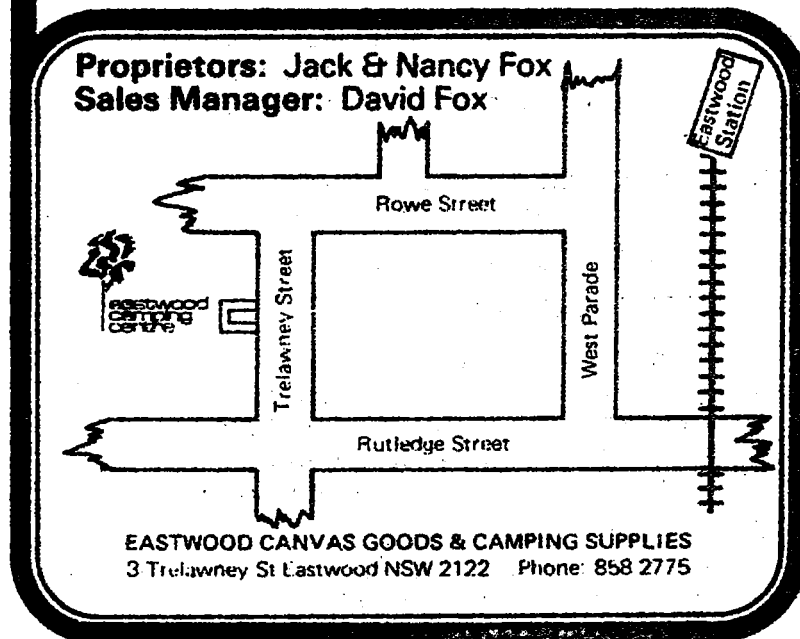 Proprietors: Jack & Nancy Fox
Sales Manager: David Fox
Eastwood
Station
Rowe Street
Trelawney Street
West Parade
eastwood
camping
centre
Rutledge Street
EASTWOOD CANVAS GOODS & CAMPING SUPPLIES
3 Trelawney St Eastwood NSW 2122 Phone: 858 2775